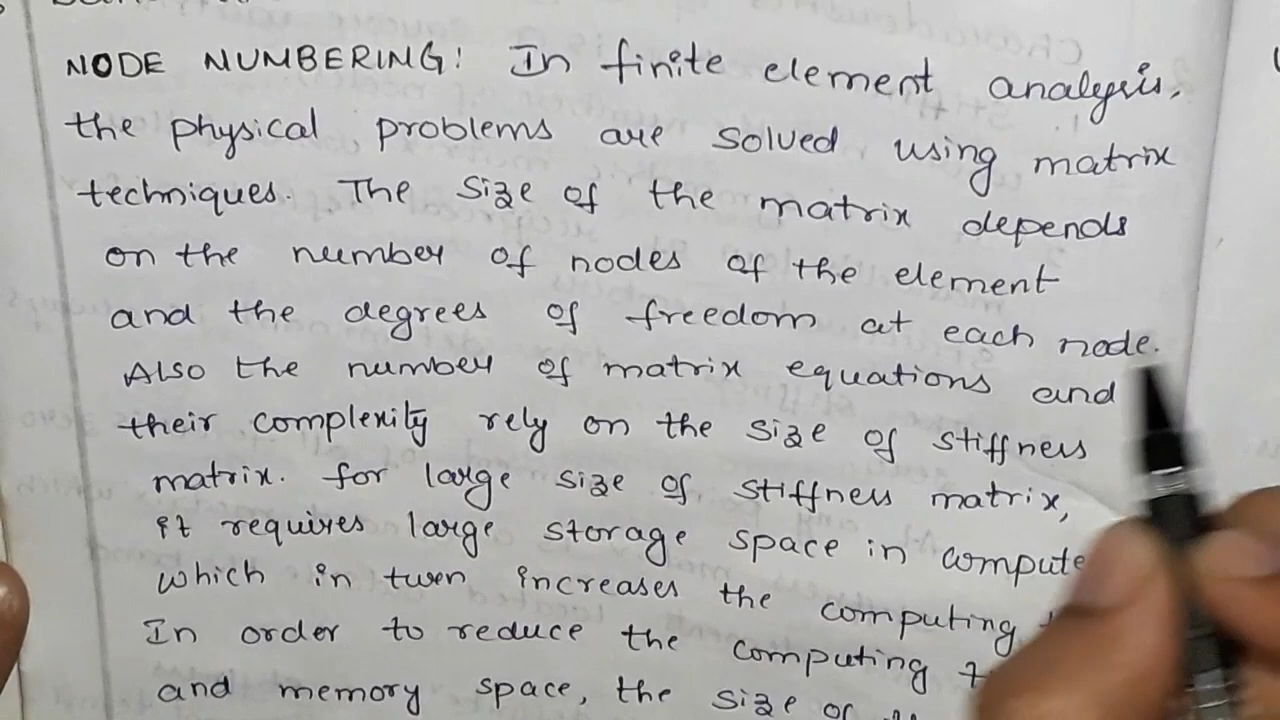 NODE NUMBERING: In finite element analysis,
the physical problems are solved using matrix
techniques. The size of the matrix depends
on the number of nodes of the element
and the degrees of freedom at each node.
Also the number of matrix equations and
their complexity rely on the size of stiffness
matrix. for large size of stiffness matrix,
it requires large storage space in compute
which in turn increases the computing
In order to reduce the computing
and memory space, the size of